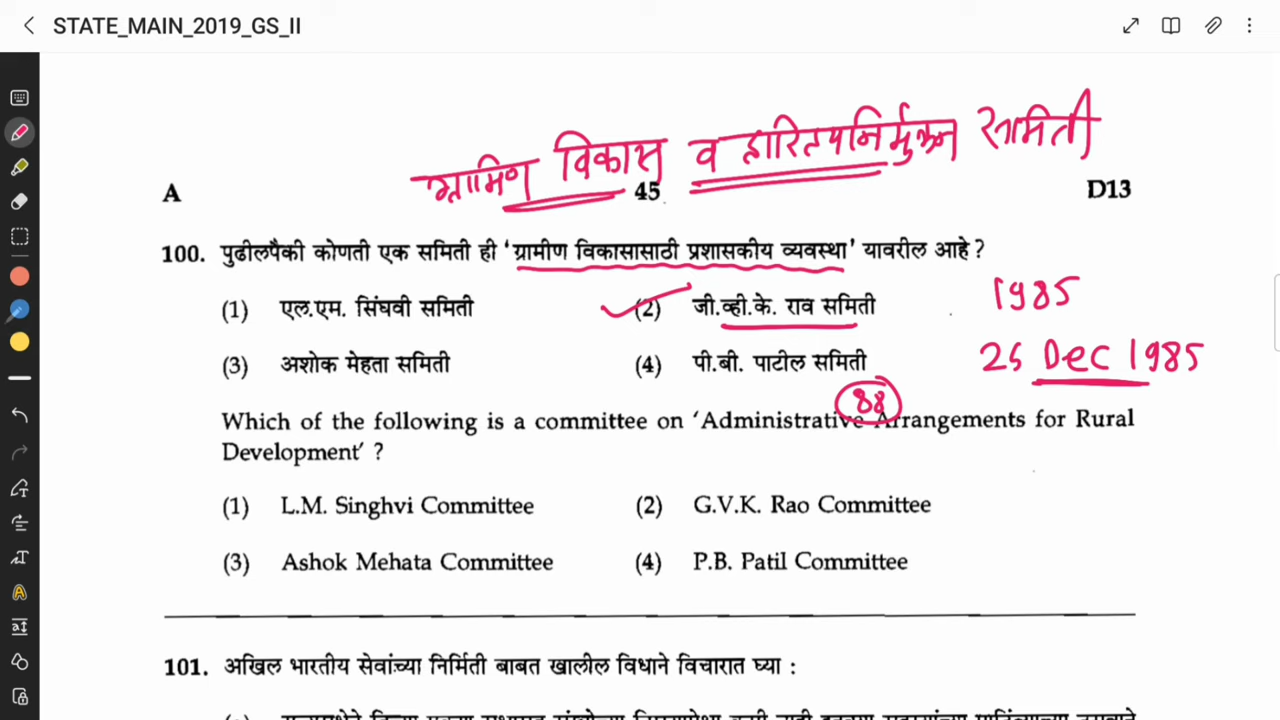 STATE_MAIN_2019_GS_II
ग्रामिण विकास व दारिद्र्यनिर्मुलन समिती
A 45 D13
100. पुढीलपैकी कोणती एक समिती ही ‘ग्रामीण विकासासाठी प्रशासकीय व्यवस्था’ यावरील आहे ?
(1) एल.एम. सिंघवी समिती (2) जी.व्ही.के. राव समिती 1985
(3) अशोक मेहता समिती (4) पी.बी. पाटील समिती 25 Dec 1985
88
Which of the following is a committee on ‘Administrative Arrangements for Rural
Development’ ?
(1) L.M. Singhvi Committee (2) G.V.K. Rao Committee
(3) Ashok Mehata Committee (4) P.B. Patil Committee
101. अखिल भारतीय सेवांच्या निर्मिती बाबत खालील विधाने विचारात घ्या :